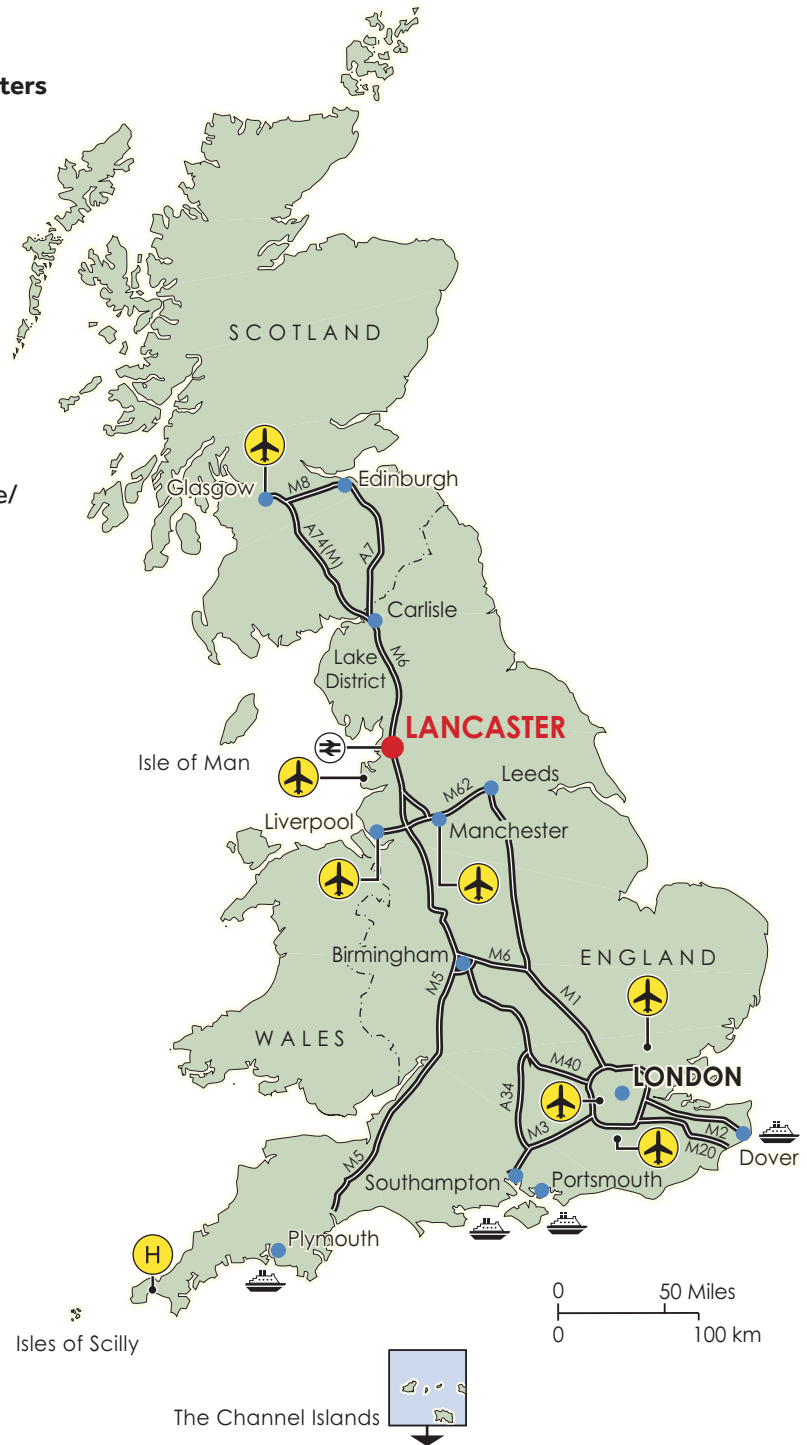 ters
SCOTLAND
Glasgow
M8
Edinburgh
e/
A74(M)
A7
Carlisle
Lake
District
M6
LANCASTER
Isle of Man
Leeds
M62
Liverpool
Manchester
Birmingham
M6
ENGLAND
M5
M1
WALES
M40
LONDON
A34
M3
M2
M20
Dover
M5
Southampton
Portsmouth
H
Plymouth
0
50 Miles
0
100 km
Isles of Scilly
The Channel Islands